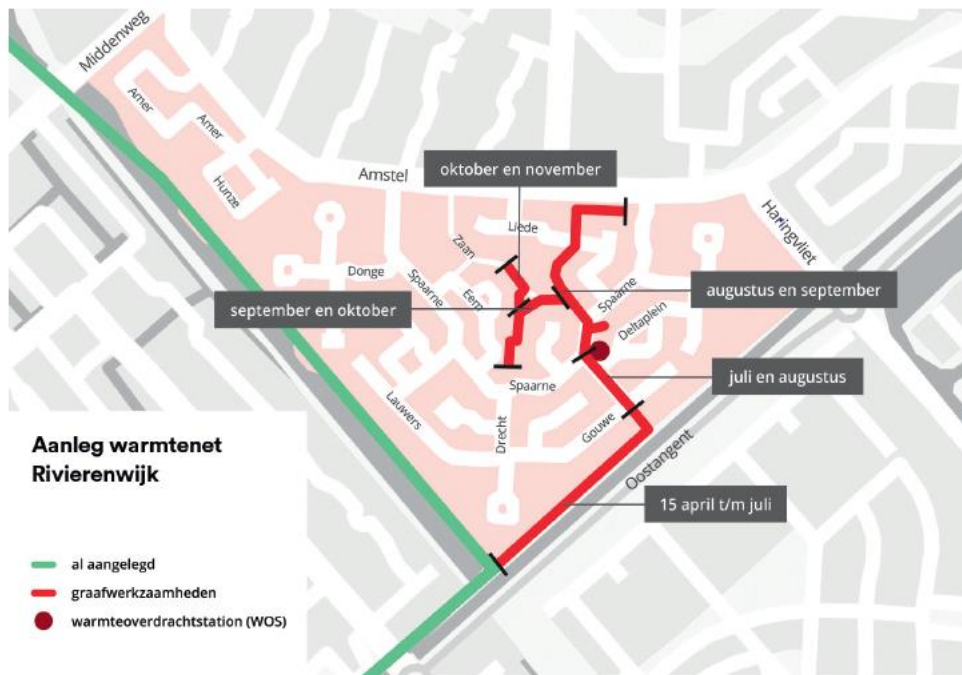 Middenweg
Amer
Amer
Hunze
Amstel
oktober en november
Haringvliet
Liede
Zaan
Donge
Spaarne
Eem
Spaarne
augustus en september
september en oktober
Deltaplein
juli en augustus
Spaarne
Lauwers
Drecht
Gouwe
Oostangent
15 april t/m juli
Aanleg warmtenet
Rivierenwijk
al aangelegd
graafwerkzaamheden
warmteoverdrachtstation (WOS)